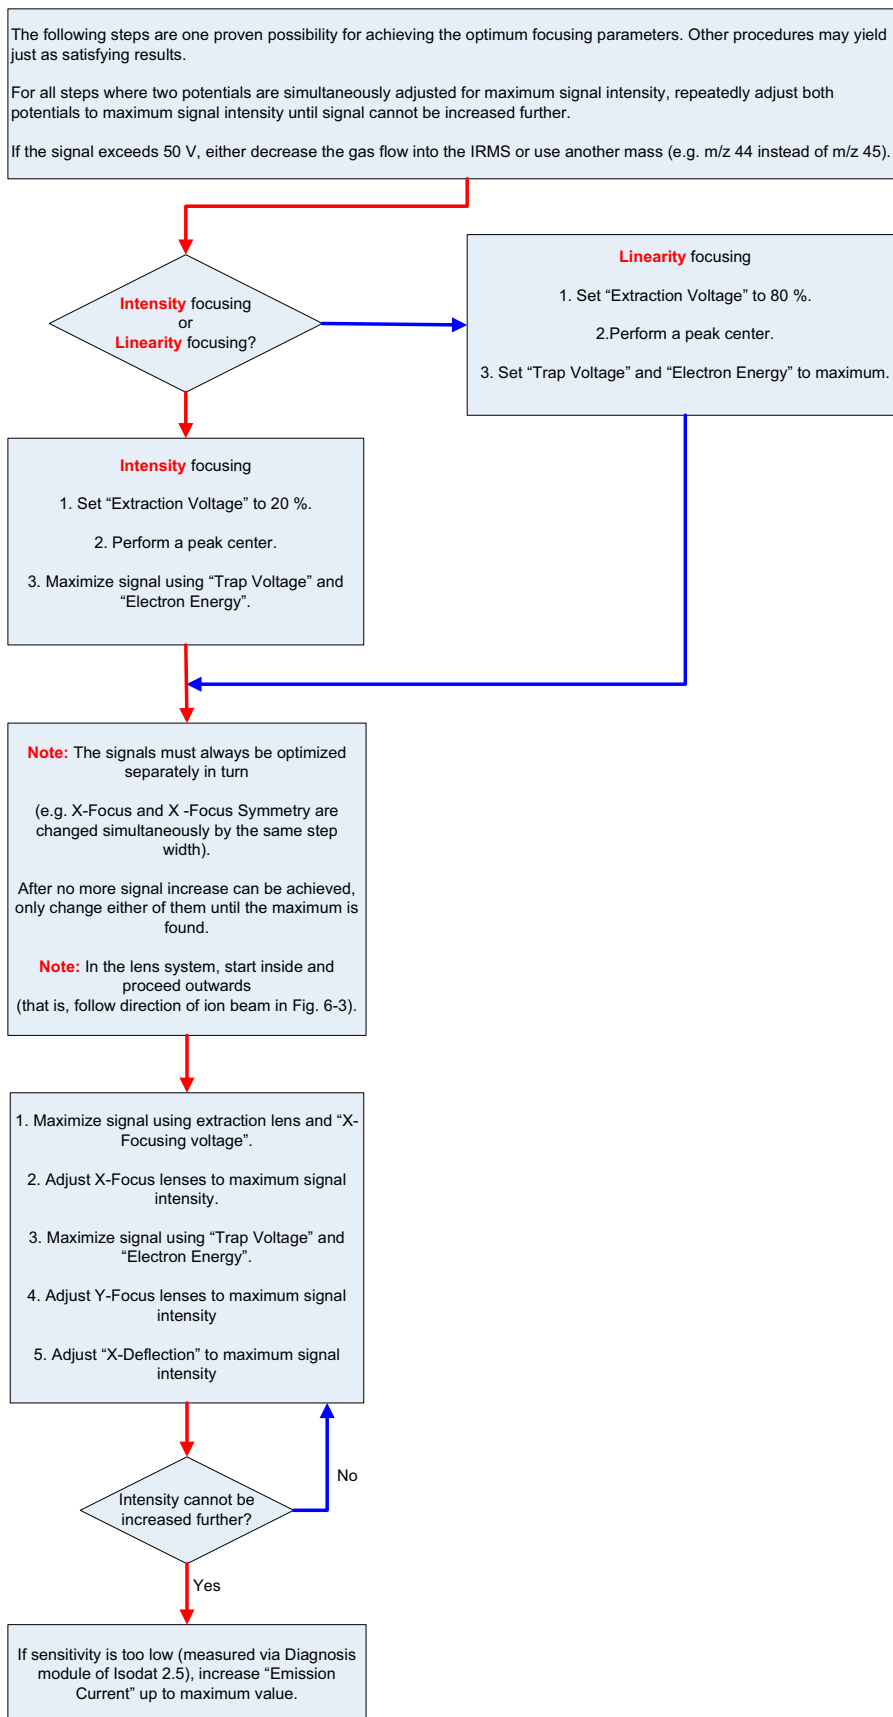 The following steps are one proven possibility for achieving the optimum focusing parameters. Other procedures may yield
just as satisfying results.
For all steps where two potentials are simultaneously adjusted for maximum signal intensity, repeatedly adjust both
potentials to maximum signal intensity until signal cannot be increased further.
If the signal exceeds 50 V, either decrease the gas flow into the IRMS or use another mass (e.g. m/z 44 instead of m/z 45).
Intensity focusing
or
Linearity focusing?
Linearity focusing
1. Set “Extraction Voltage” to 80 %.
2.Perform a peak center.
3. Set “Trap Voltage” and “Electron Energy” to maximum.
Intensity focusing
1. Set “Extraction Voltage” to 20 %.
2. Perform a peak center.
3. Maximize signal using “Trap Voltage” and
“Electron Energy”.
Note: The signals must always be optimized
separately in turn
(e.g. X-Focus and X -Focus Symmetry are
changed simultaneously by the same step
width).
After no more signal increase can be achieved,
only change either of them until the maximum is
found.
Note: In the lens system, start inside and
proceed outwards
(that is, follow direction of ion beam in Fig. 6-3).
1. Maximize signal using extraction lens and “X-
Focusing voltage”.
2. Adjust X-Focus lenses to maximum signal
intensity.
3. Maximize signal using “Trap Voltage” and
“Electron Energy”.
4. Adjust Y-Focus lenses to maximum signal
intensity
5. Adjust “X-Deflection” to maximum signal
intensity
No
Intensity cannot be
increased further?
Yes
If sensitivity is too low (measured via Diagnosis
module of Isodat 2.5), increase “Emission
Current” up to maximum value.